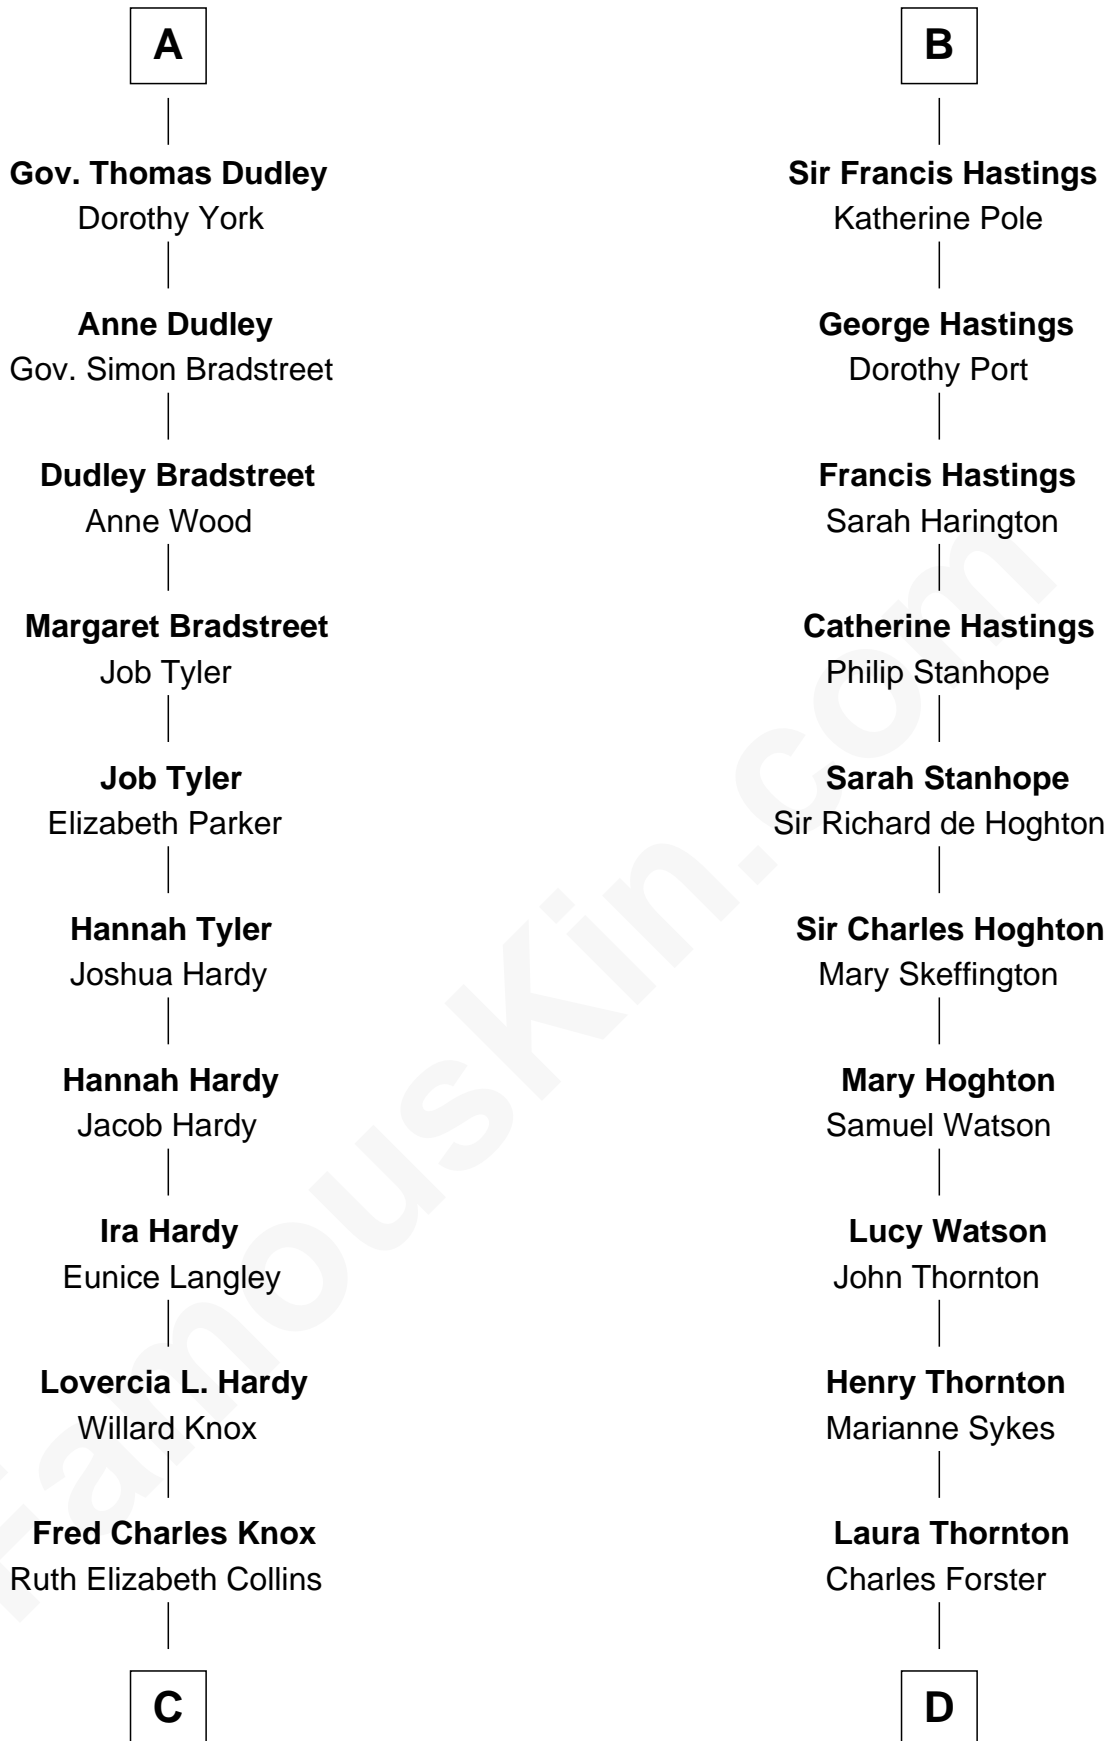 A
Gov. Thomas Dudley
Dorothy York
Anne Dudley
Gov. Simon Bradstreet
Dudley Bradstreet
Anne Wood
Margaret Bradstreet
Job Tyler
Job Tyler
Elizabeth Parker
Hannah Tyler
Joshua Hardy
Hannah Hardy
Jacob Hardy
Ira Hardy
Eunice Langley
Lovercia L. Hardy
Willard Knox
Fred Charles Knox
Ruth Elizabeth Collins
C
B
Sir Francis Hastings
Katherine Pole
George Hastings
Dorothy Port
Francis Hastings
Sarah Harington
Catherine Hastings
Philip Stanhope
Sarah Stanhope
Sir Richard de Hoghton
Sir Charles Hoghton
Mary Skeffington
Mary Hoghton
Samuel Watson
Lucy Watson
John Thornton
Henry Thornton
Marianne Sykes
Laura Thornton
Charles Forster
D
FamousKin.com